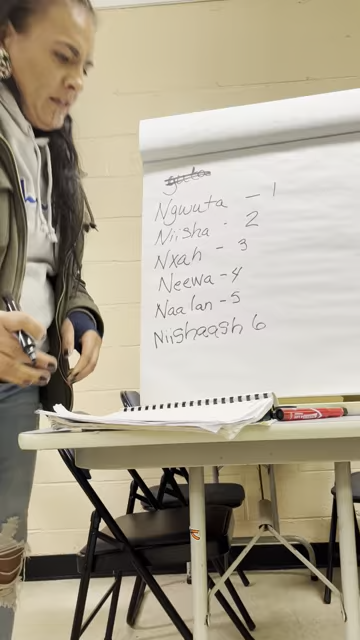 Ngwuta - 1
Niisha - 2
Nxah - 3
Neewa - 4
Naalan - 5
Niishaash 6